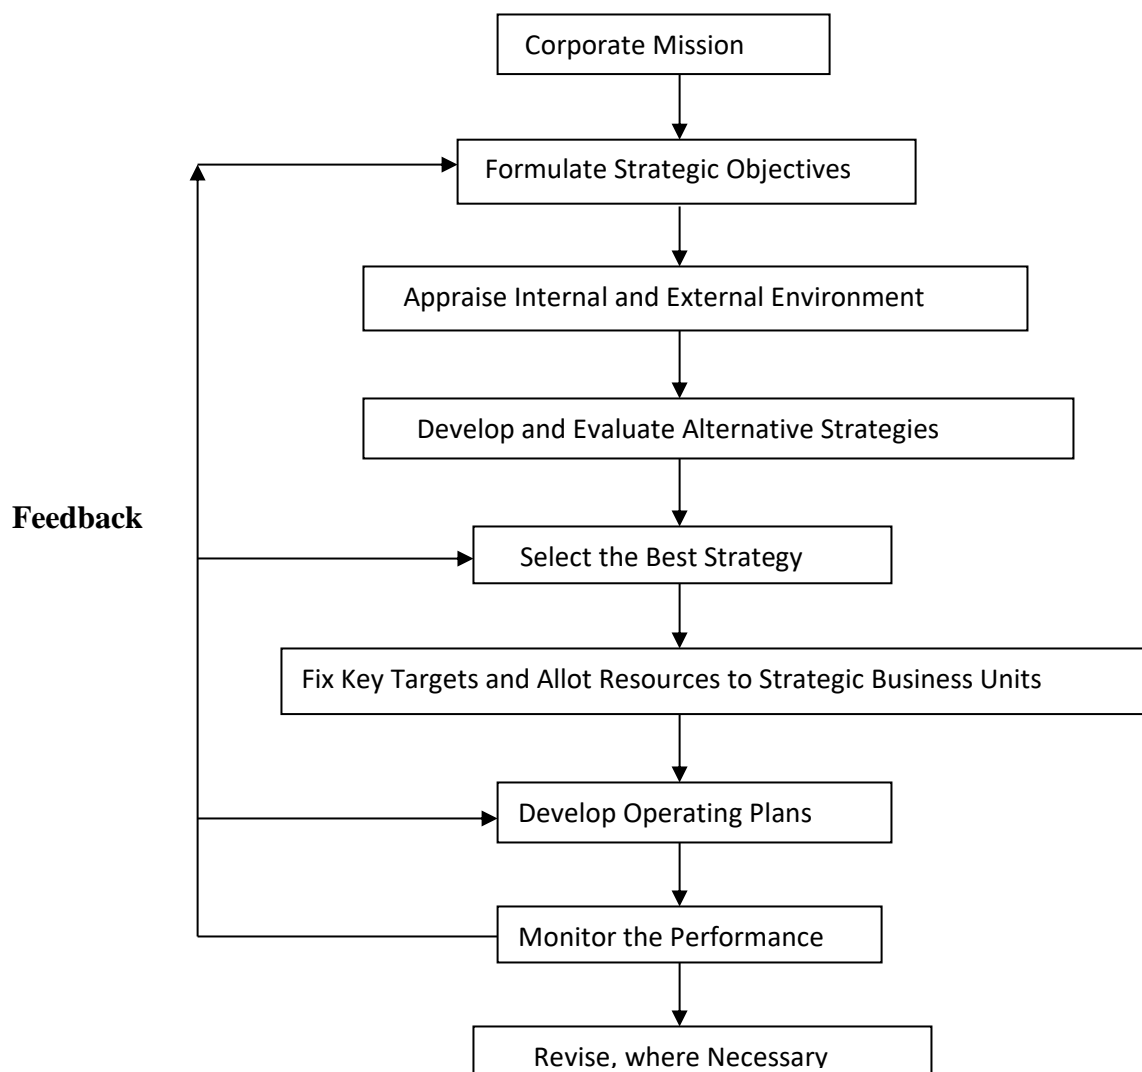 Corporate Mission
Formulate Strategic Objectives
Appraise Internal and External Environment
Develop and Evaluate Alternative Strategies
Feedback
Select the Best Strategy
Fix Key Targets and Allot Resources to Strategic Business Units
Develop Operating Plans
Monitor the Performance
Revise, where Necessary